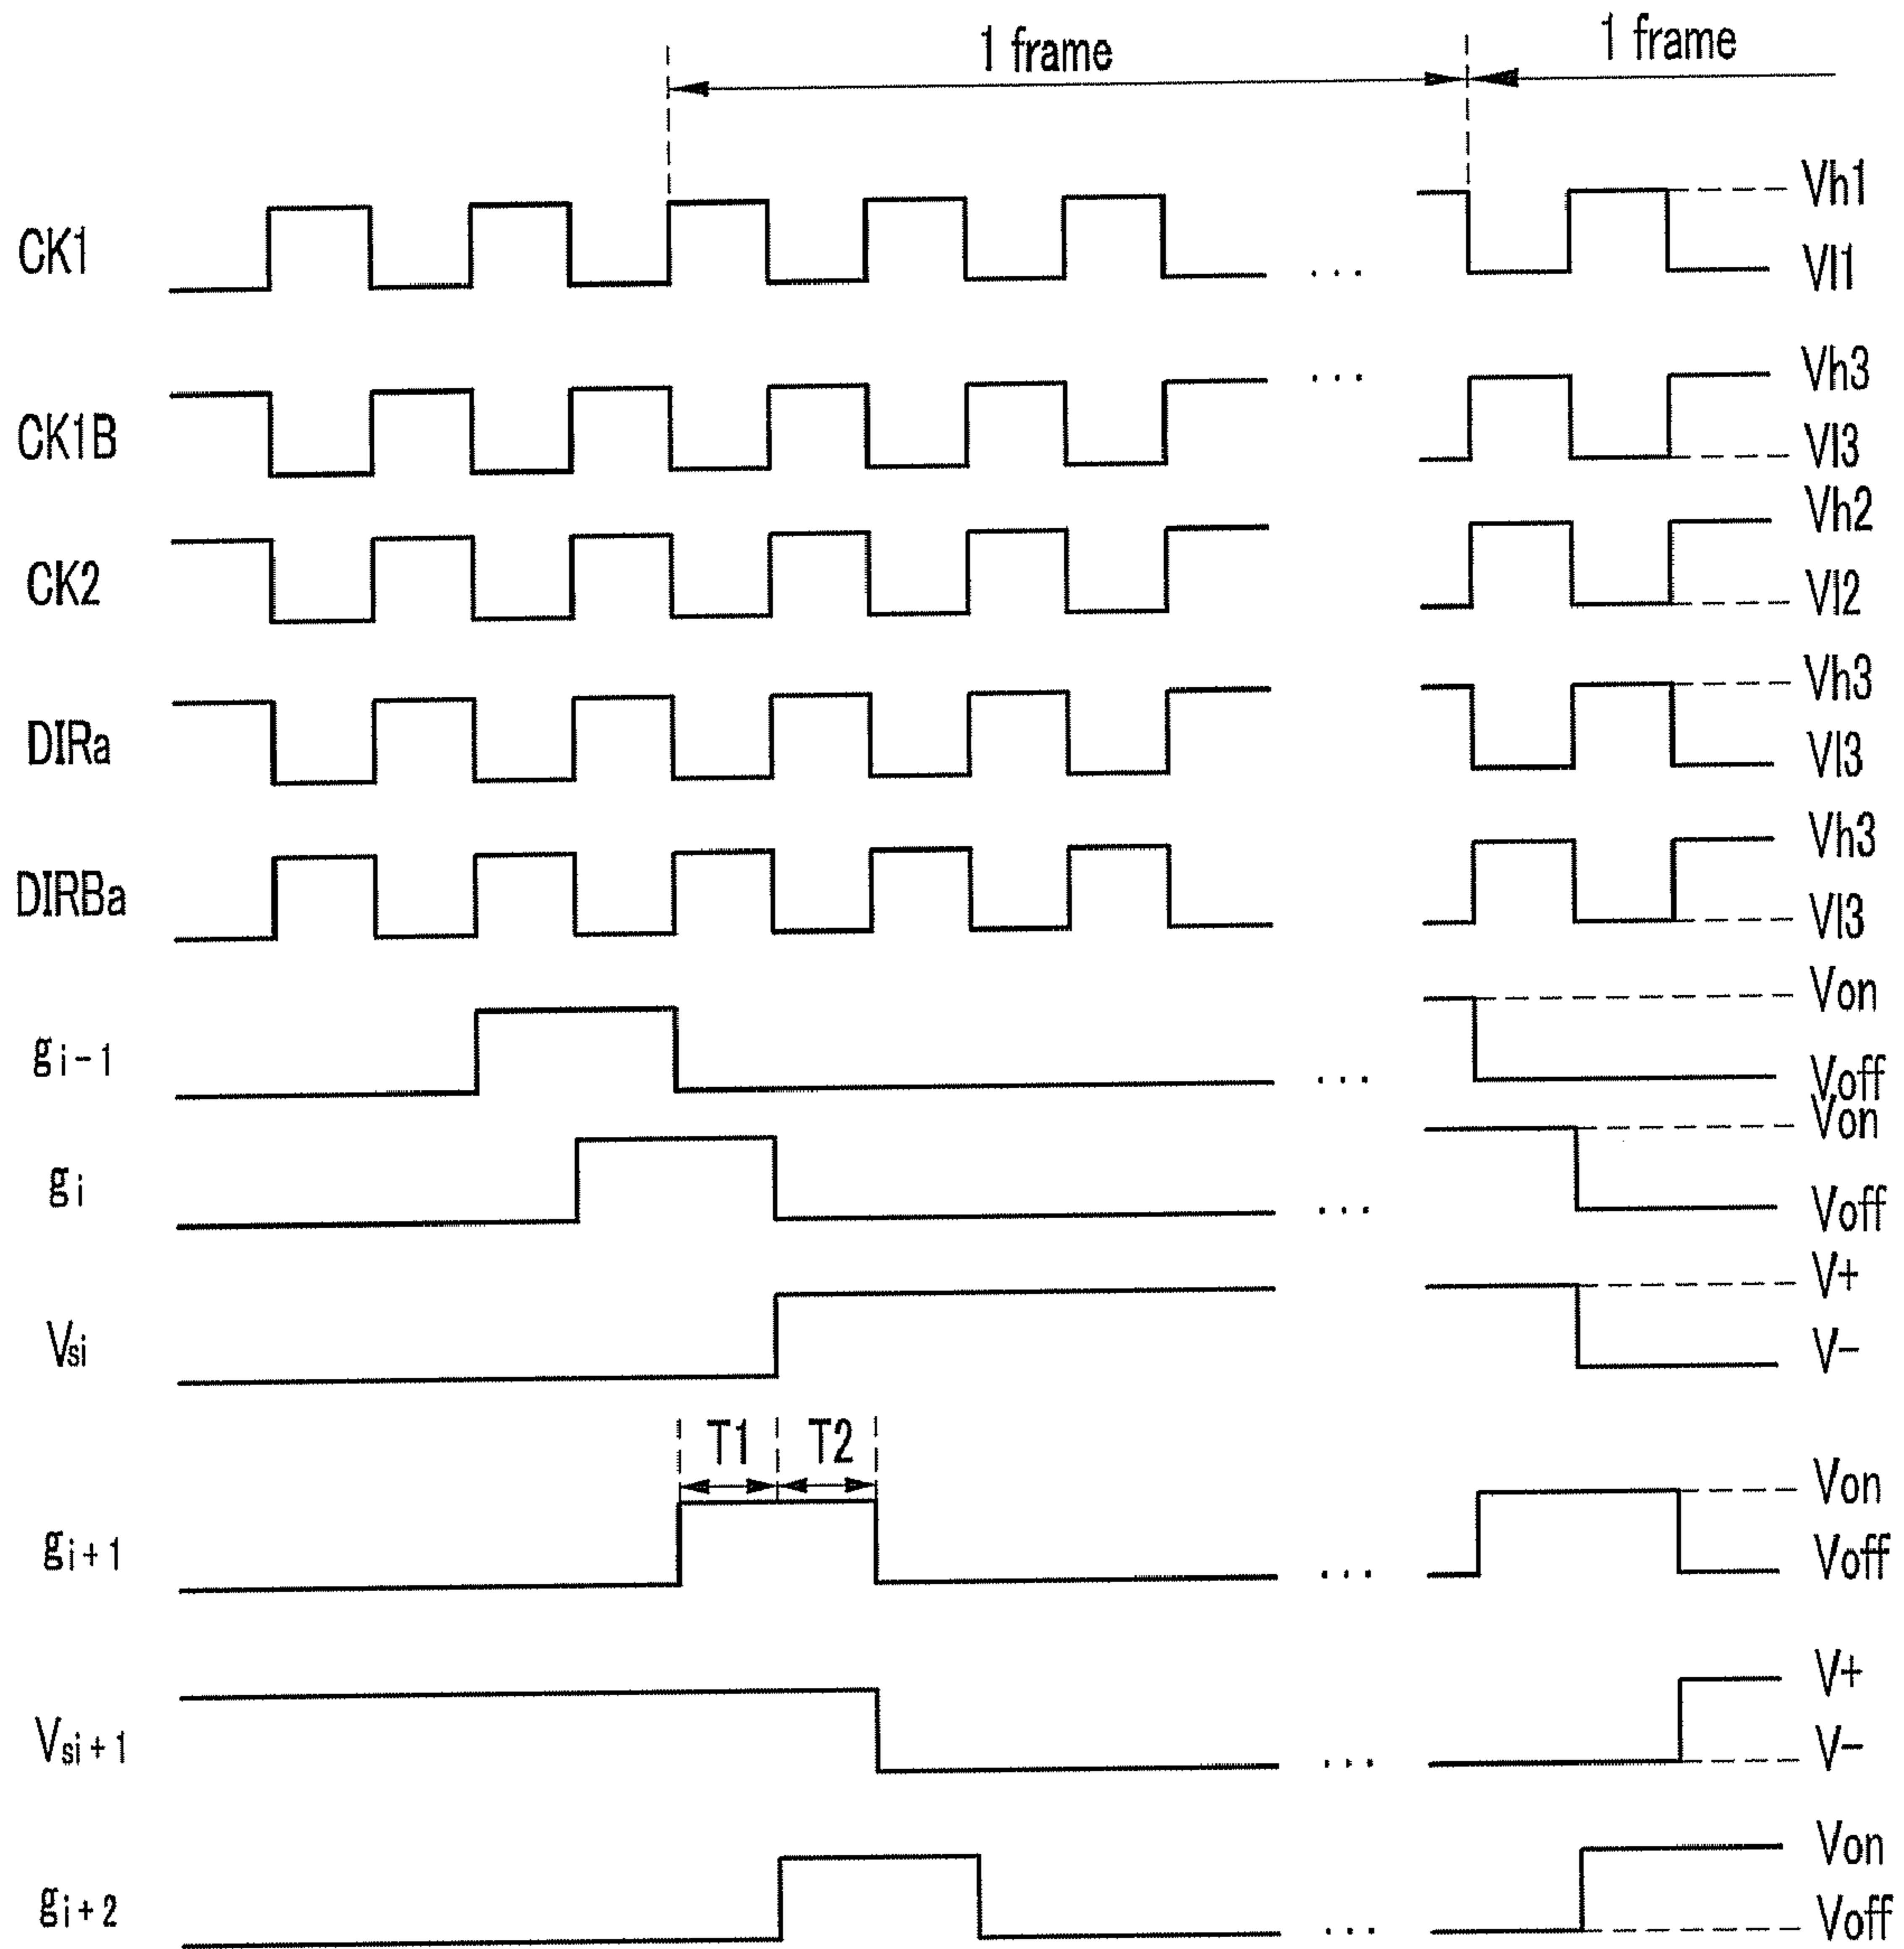 1 frame
1 frame
CK1
Vh1
Vl1
...
CK1B
Vh3
Vl3
...
CK2
Vh2
Vl2
DIRa
Vh3
Vl3
...
DIRBa
Vh3
Vl3
gi-1
Von
Voff
...
gi
Von
Voff
...
Vsi
V+
V-
...
T1 T2
gi+1
Von
Voff
...
Vsi+1
V+
V-
...
gi+2
Von
Voff
...